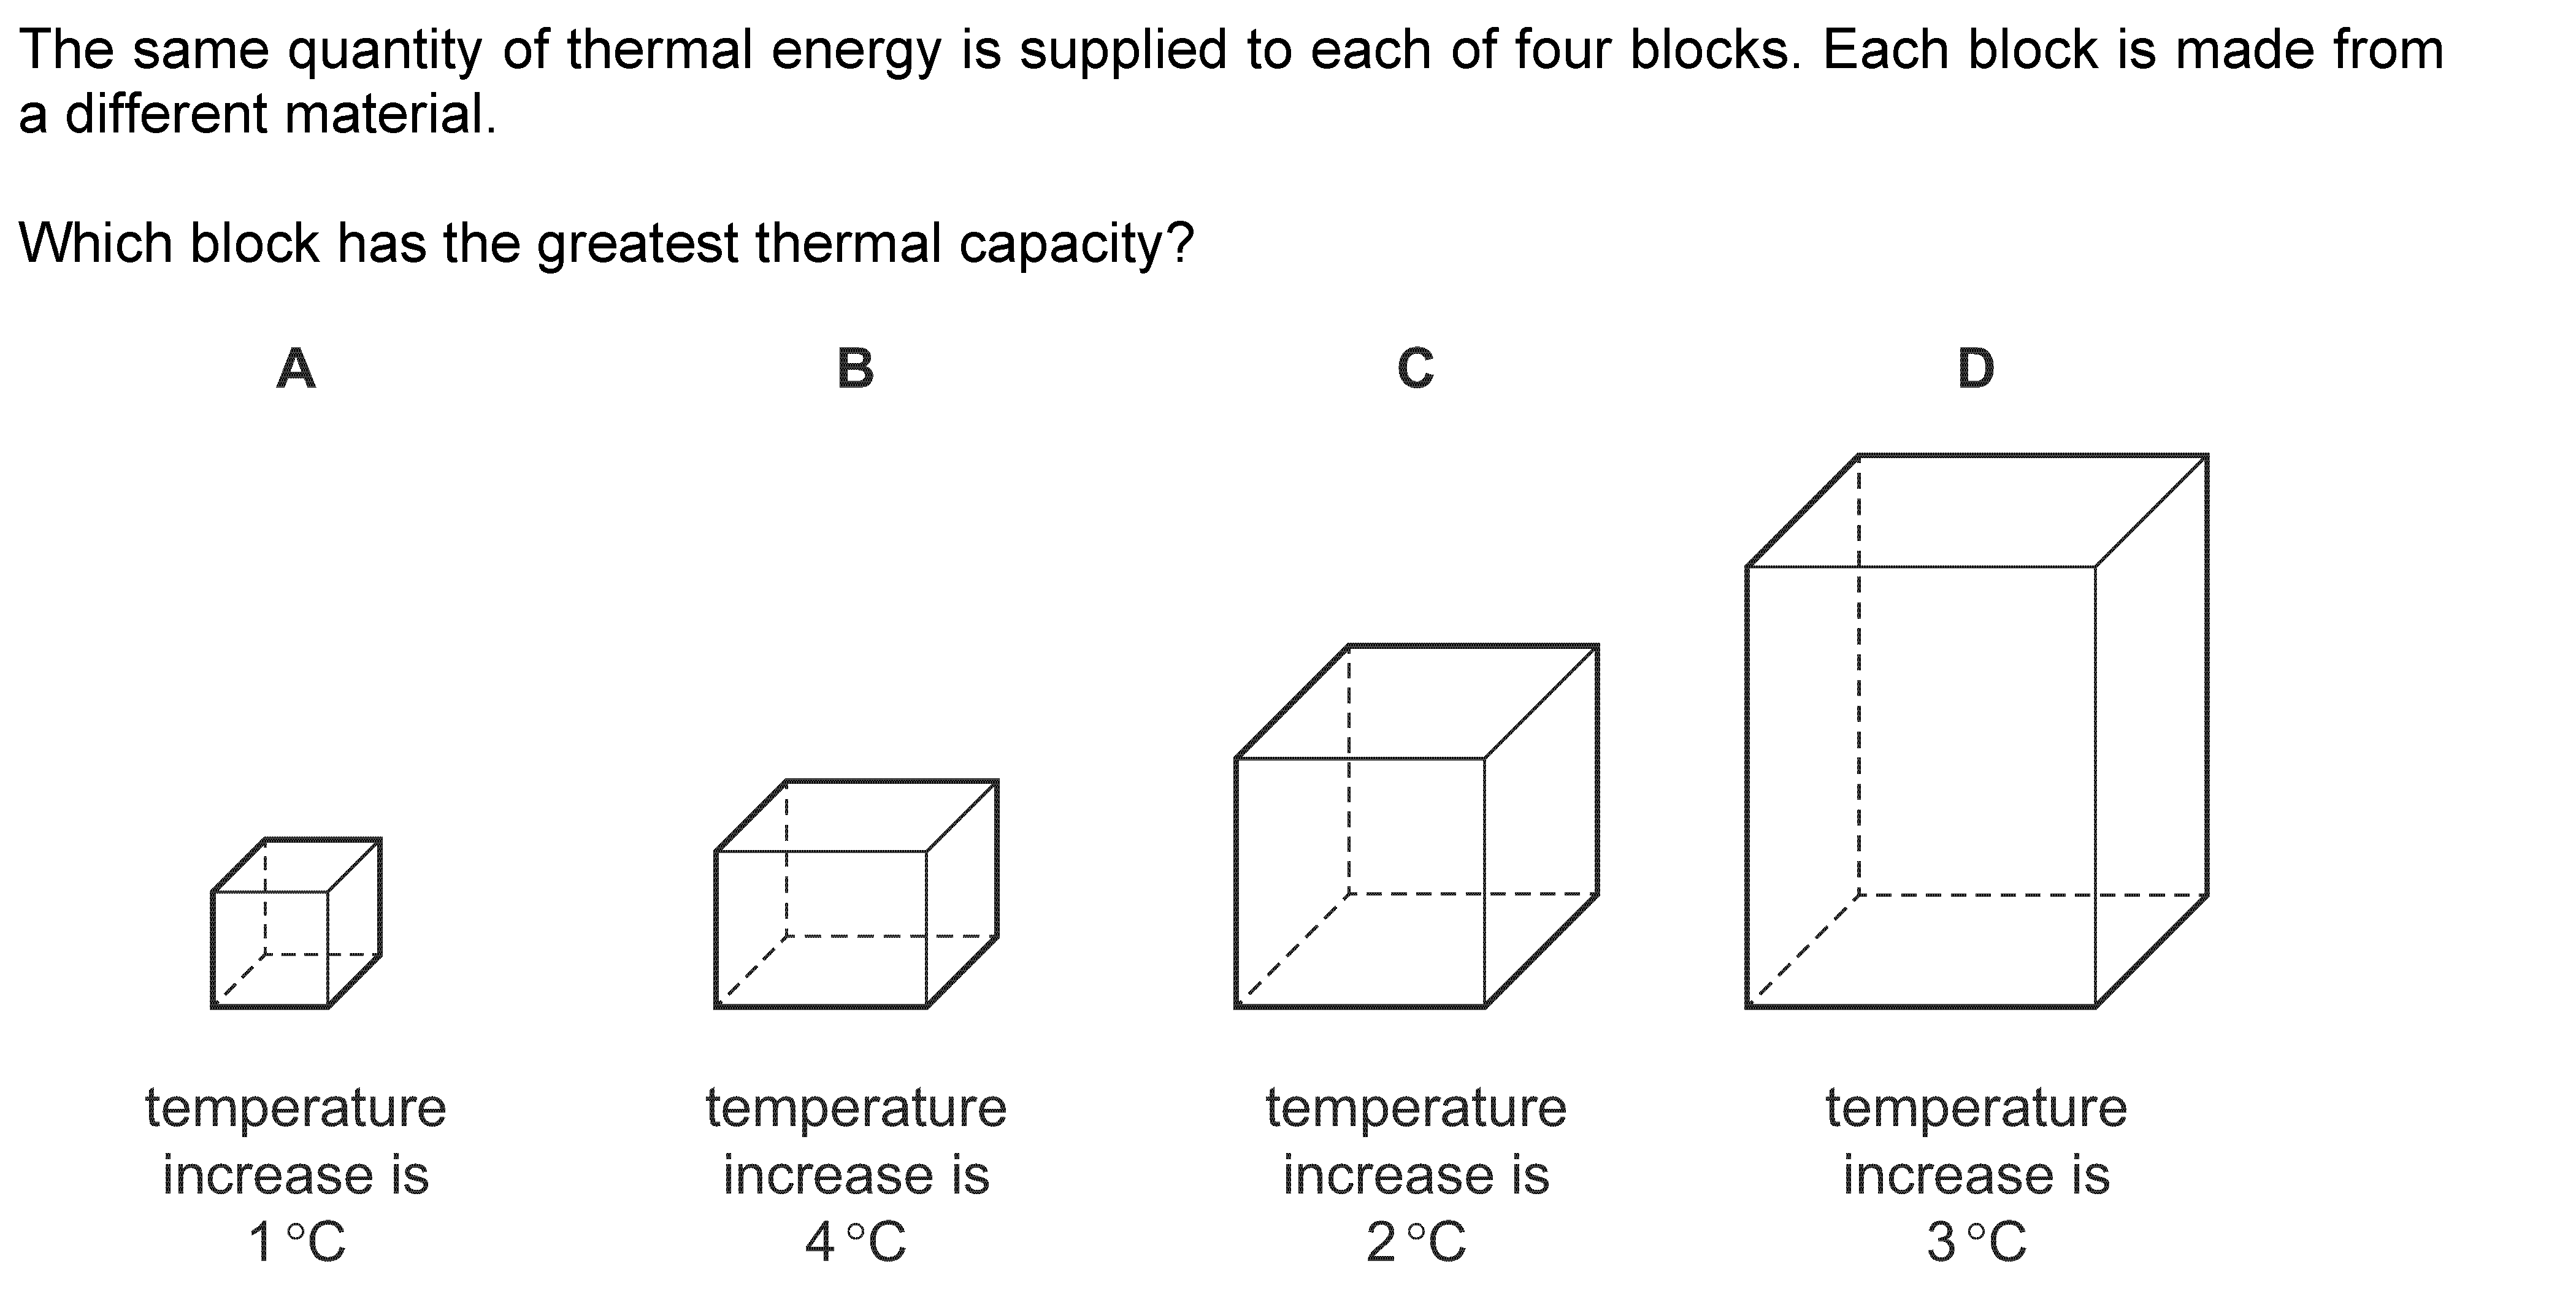 The same quantity of thermal energy is supplied to each of four blocks. Each block is made from
a different material.
Which block has the greatest thermal capacity?
A B C D
temperature temperature temperature temperature
increase is increase is increase is increase is
1 °C 4 °C 2 °C 3 °C